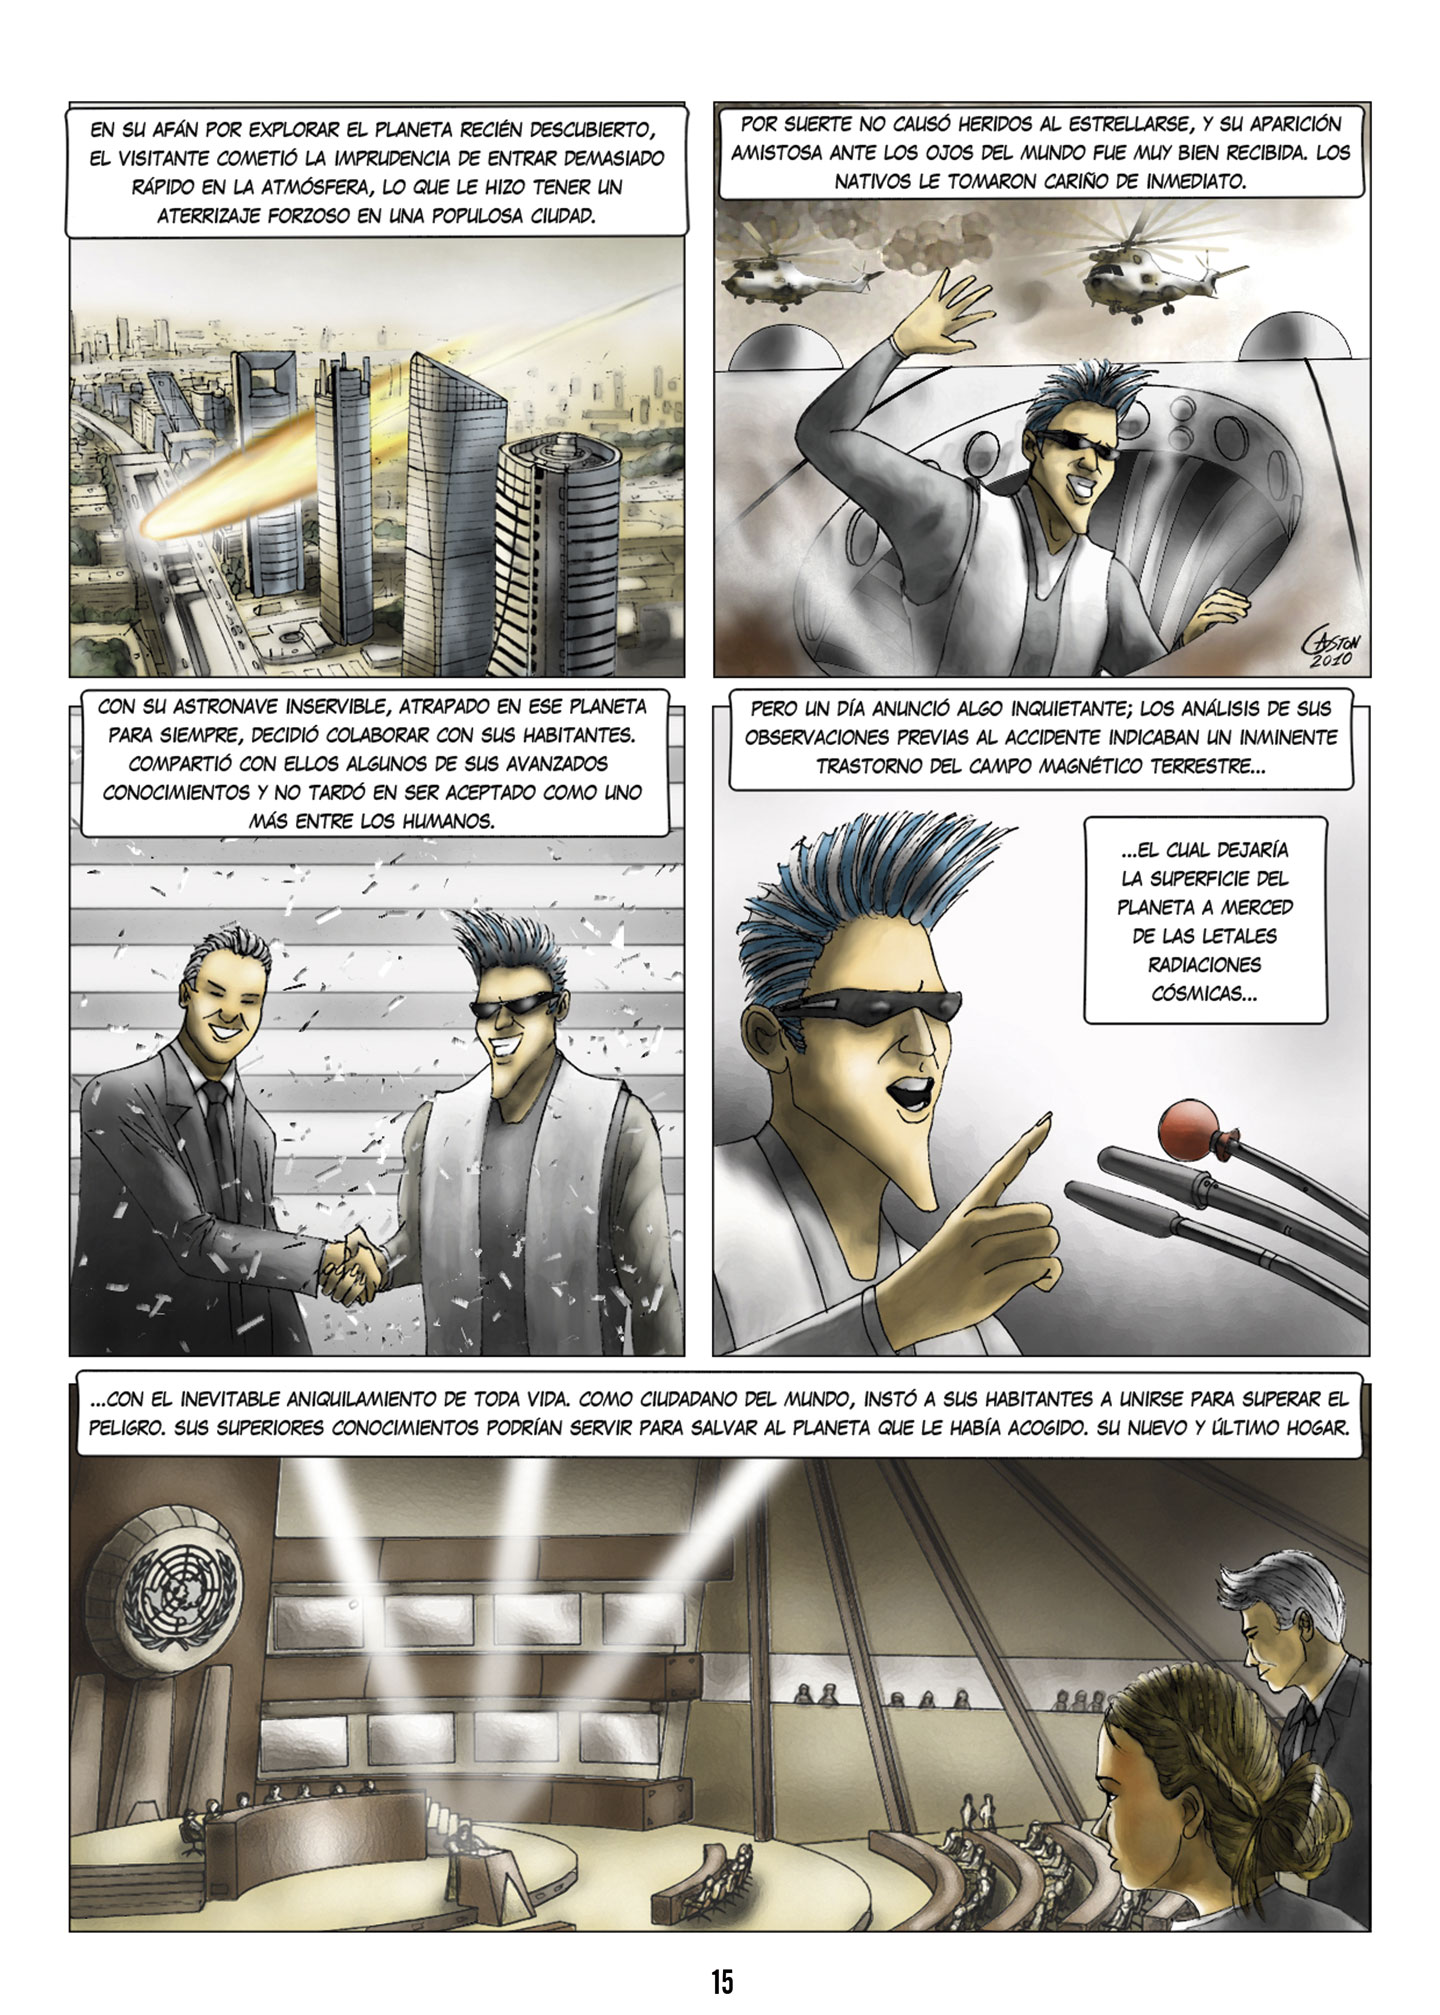 EN SU AFÁN POR EXPLORAR EL PLANETA RECIÉN DESCUBIERTO,
EL VISITANTE COMETIÓ LA IMPRUDENCIA DE ENTRAR DEMASIADO
RÁPIDO EN LA ATMÓSFERA, LO QUE LE HIZO TENER UN
ATERRIZAJE FORZOSO EN UNA POPULOSA CIUDAD.
POR SUERTE NO CAUSÓ HERIDOS AL ESTRELLARSE, Y SU APARICIÓN
AMISTOSA ANTE LOS OJOS DEL MUNDO FUE MUY BIEN RECIBIDA. LOS
NATIVOS LE TOMARON CARIÑO DE INMEDIATO.
GASTON
2010
CON SU ASTRONAVE INSERVIBLE, ATRAPADO EN ESE PLANETA
PARA SIEMPRE, DECIDIÓ COLABORAR CON SUS HABITANTES.
COMPARTIÓ CON ELLOS ALGUNOS DE SUS AVANZADOS
CONOCIMIENTOS Y NO TARDÓ EN SER ACEPTADO COMO UNO
MÁS ENTRE LOS HUMANOS.
PERO UN DÍA ANUNCIÓ ALGO INQUIETANTE; LOS ANÁLISIS DE SUS
OBSERVACIONES PREVIAS AL ACCIDENTE INDICABAN UN INMINENTE
TRASTORNO DEL CAMPO MAGNÉTICO TERRESTRE...
...EL CUAL DEJARÍA
LA SUPERFICIE DEL
PLANETA A MERCED
DE LAS LETALES
RADIACIONES
CÓSMICAS...
...CON EL INEVITABLE ANIQUILAMIENTO DE TODA VIDA. COMO CIUDADANO DEL MUNDO, INSTÓ A SUS HABITANTES A UNIRSE PARA SUPERAR EL
PELIGRO. SUS SUPERIORES CONOCIMIENTOS PODRÍAN SERVIR PARA SALVAR AL PLANETA QUE LE HABÍA ACOGIDO. SU NUEVO Y ÚLTIMO HOGAR.
15